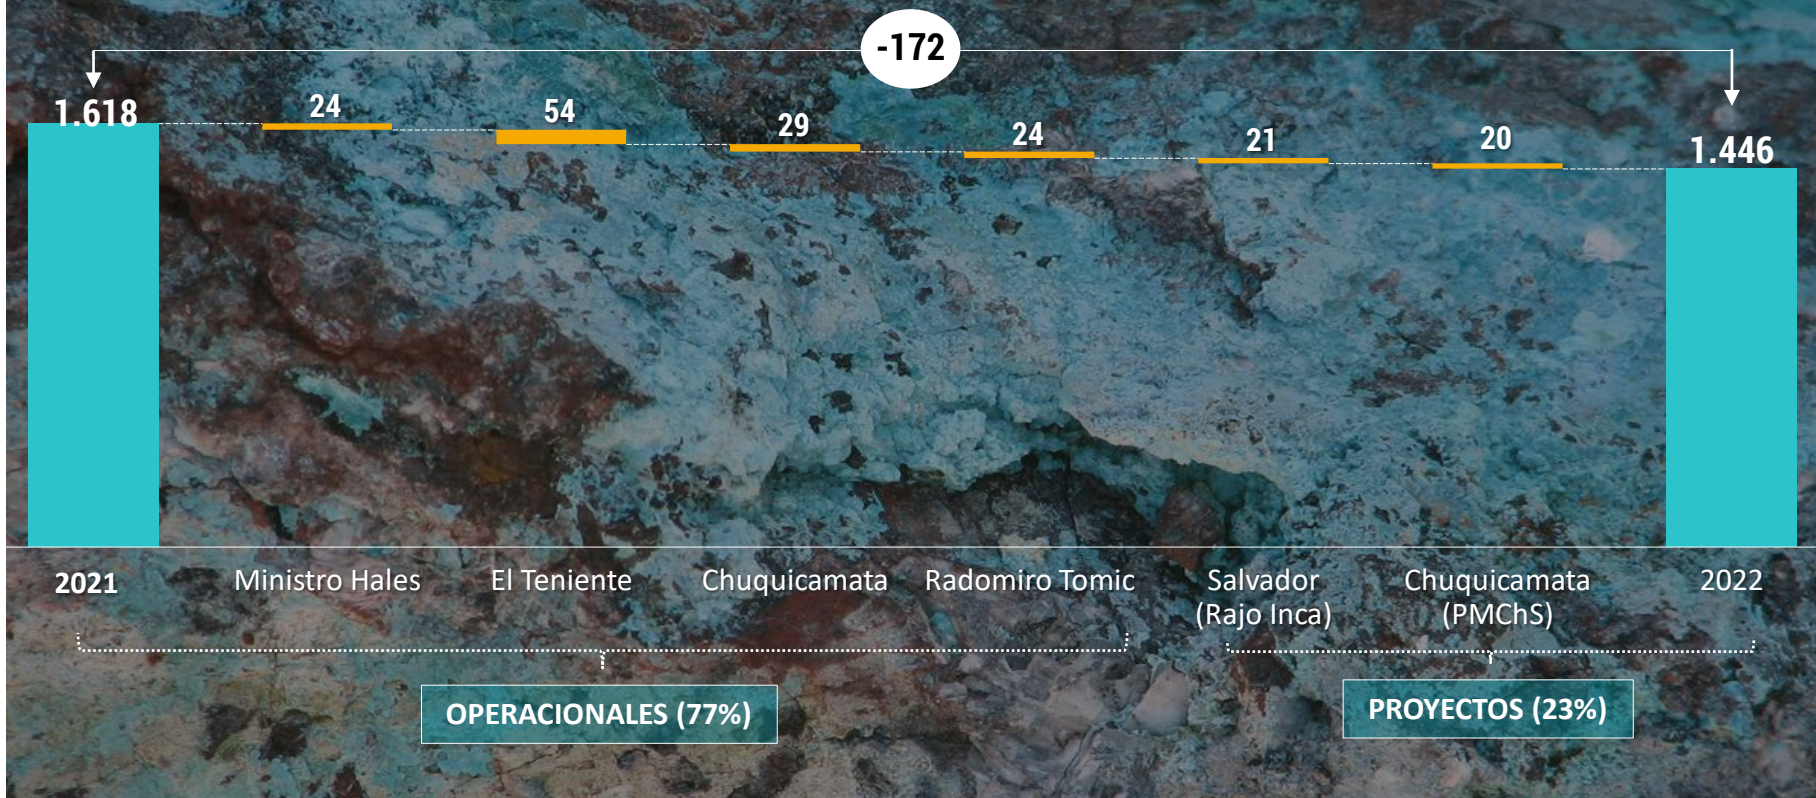 -172
1.618
24
54
29
24
21
20
1.446
2021
Ministro Hales
El Teniente
Chuquicamata
Radomiro Tomic
Salvador
(Rajo Inca)
Chuquicamata
(PMChS)
2022
OPERACIONALES (77%)
PROYECTOS (23%)